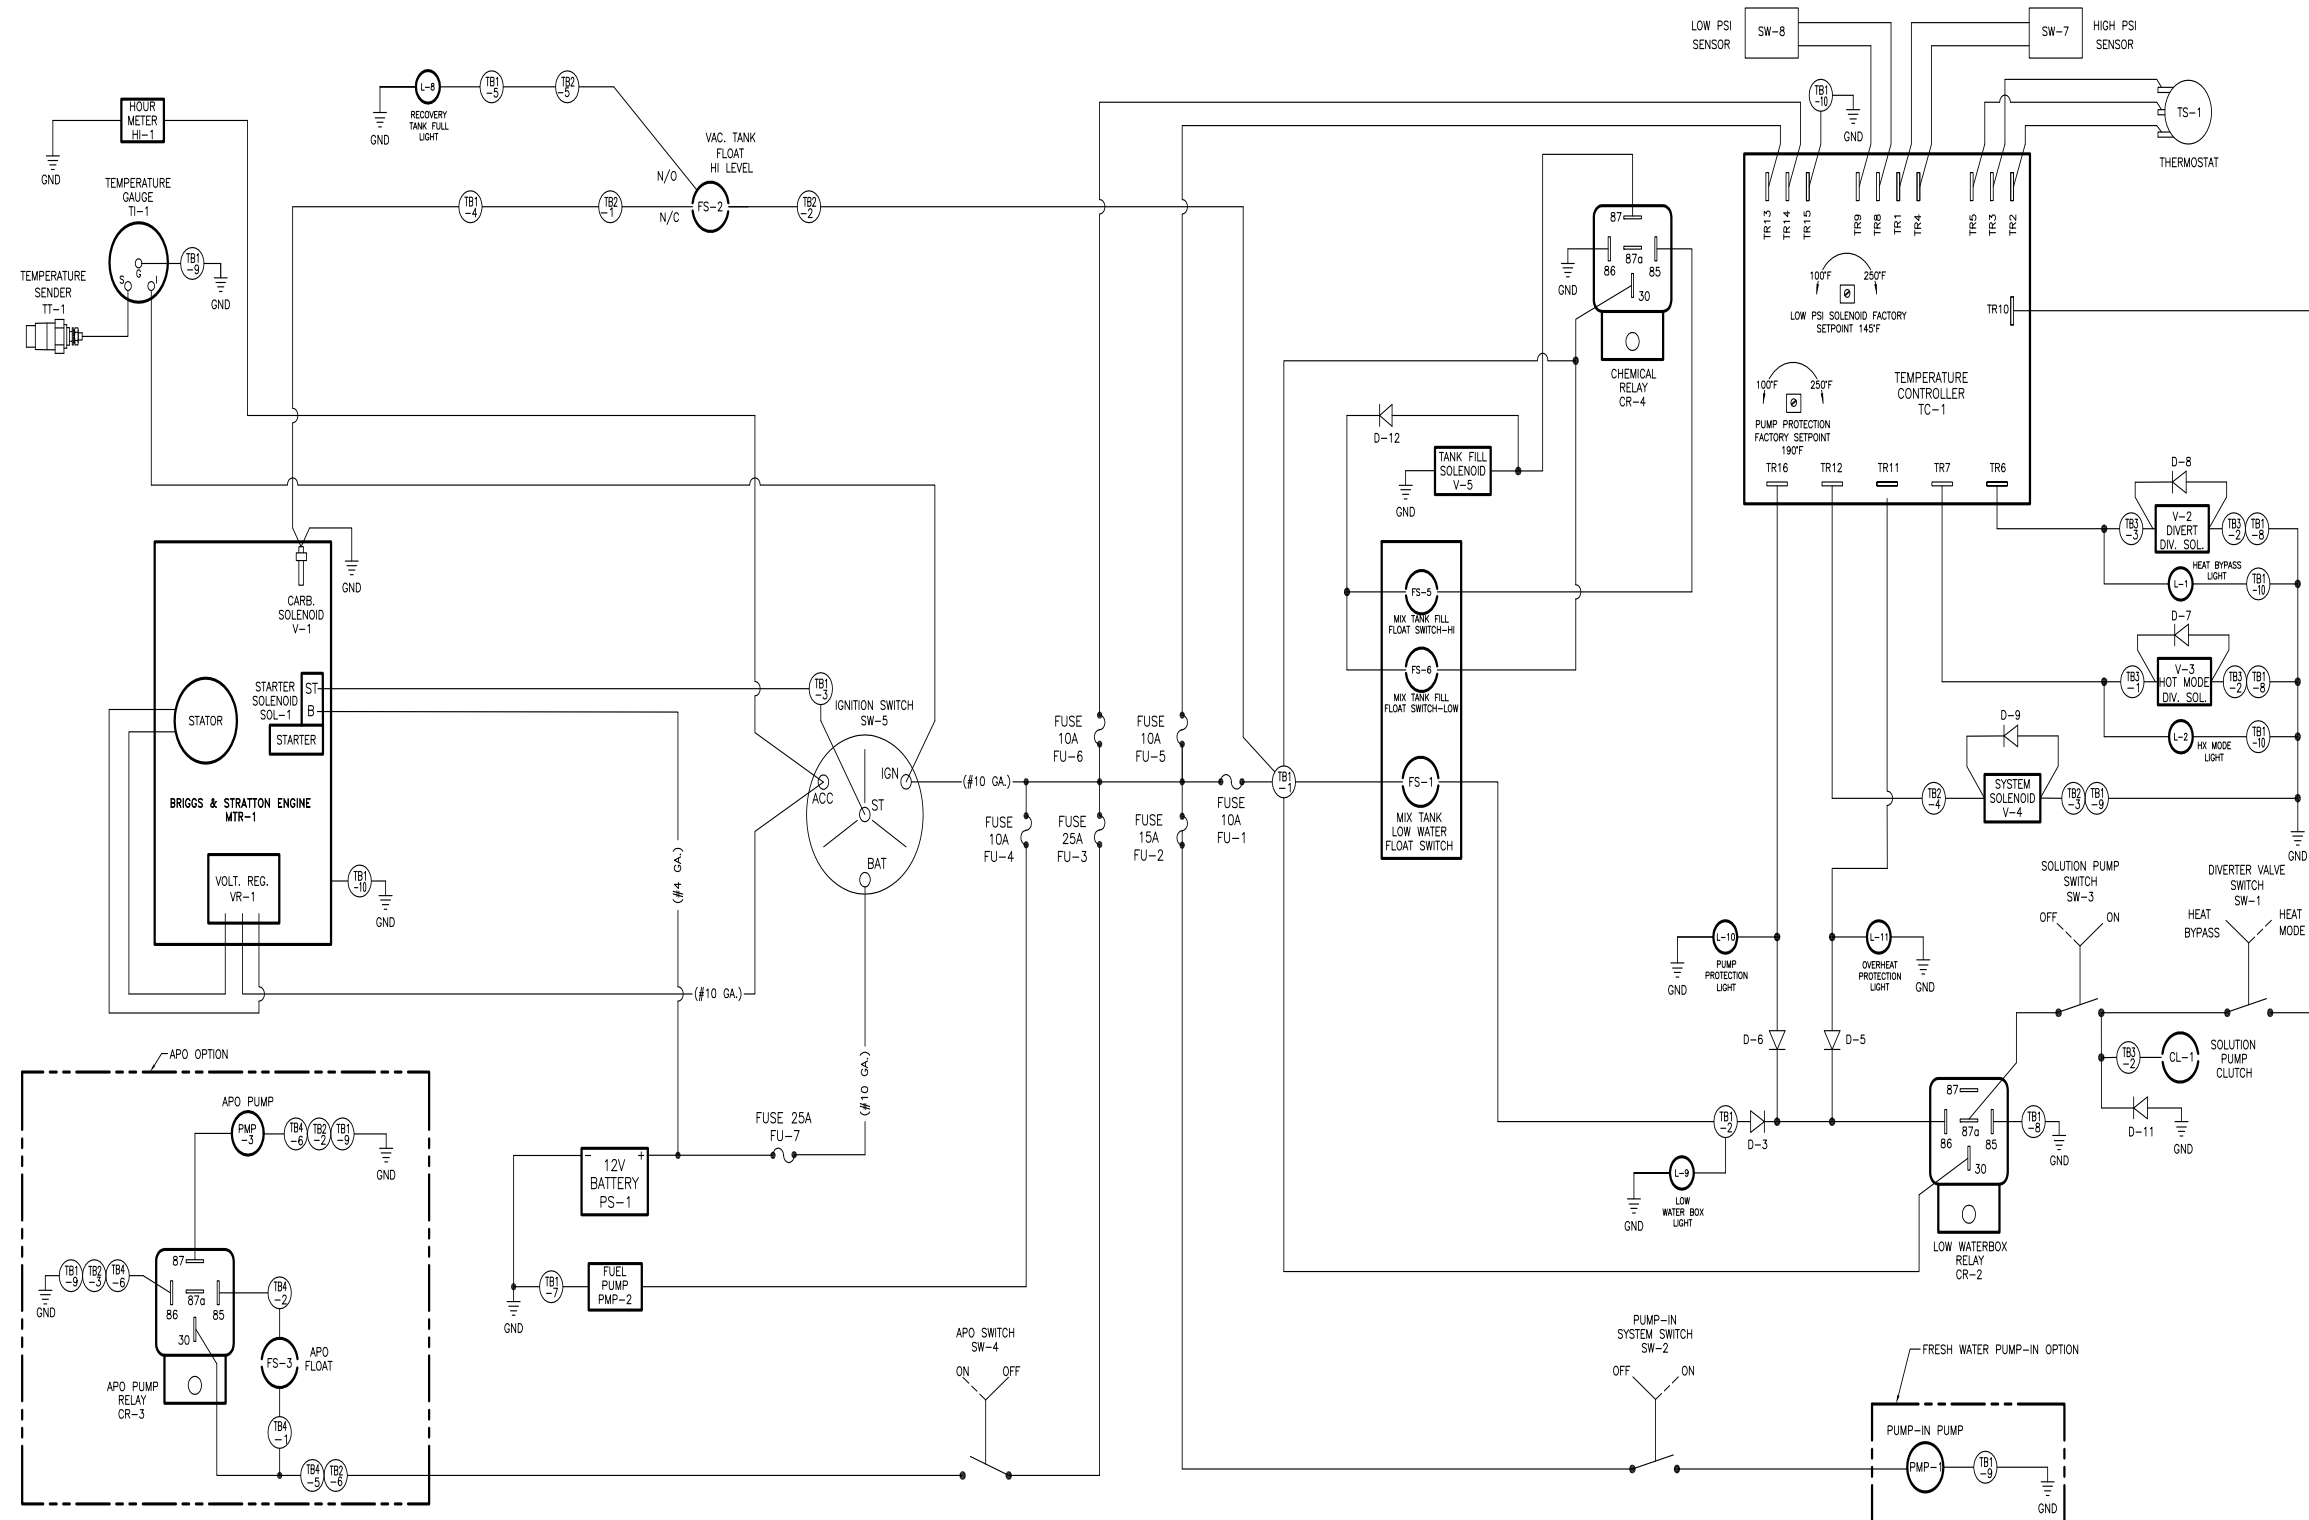 LOW PSI
SENSOR
SW-8
SW-7
HIGH PSI
SENSOR
TB1
-10
GND
TS-1
THERMOSTAT
HOUR
METER
HI-1
GND
L-8
RECOVERY
TANK FULL
LIGHT
GND
TB1
-5
TB2
-5
VAC. TANK
FLOAT
HI LEVEL
N/O
N/C
FS-2
TB1
-4
TB2
-1
TB2
-2
TEMPERATURE
GAUGE
TI-1
S
G
I
TB1
-9
GND
TEMPERATURE
SENDER
TT-1
87
86
87a
85
30
GND
CHEMICAL
RELAY
CR-4
TR13
TR14
TR15
TR9
TR8
TR1
TR4
TR5
TR3
TR2
100°F
250°F
LOW PSI SOLENOID FACTORY
SETPOINT 145°F
TR10
100°F
250°F
PUMP PROTECTION
FACTORY SETPOINT
190°F
TEMPERATURE
CONTROLLER
TC-1
TR16
TR12
TR11
TR7
TR6
D-12
TANK FILL
SOLENOID
V-5
GND
D-8
TB3
-3
V-2
DIVERT
DIV. SOL.
TB3
-2
TB1
-8
L-1
HEAT BYPASS
LIGHT
TB1
-10
D-7
TB3
-1
V-3
HOT MODE
DIV. SOL.
TB3
-2
TB1
-8
L-2
HX MODE
LIGHT
TB1
-10
D-9
TB2
-4
SYSTEM
SOLENOID
V-4
TB2
-3
TB1
-9
GND
GND
CARB.
SOLENOID
V-1
STATOR
STARTER
SOLENOID
SOL-1
ST
B
STARTER
BRIGGS & STRATTON ENGINE
MTR-1
VOLT. REG.
VR-1
TB1
-10
GND
TB1
-3
IGNITION SWITCH
SW-5
IGN
ACC
ST
BAT
(#10 GA.)
(#4 GA.)
(#10 GA.)
(#10 GA.)
FUSE
10A
FU-6
FUSE
10A
FU-5
FUSE
10A
FU-4
FUSE
25A
FU-3
FUSE
15A
FU-2
FUSE
10A
FU-1
TB1
-1
FS-5
MIX TANK FILL
FLOAT SWITCH-HI
FS-6
MIX TANK FILL
FLOAT SWITCH-LOW
FS-1
MIX TANK
LOW WATER
FLOAT SWITCH
SOLUTION PUMP
SWITCH
SW-3
OFF
ON
DIVERTER VALVE
SWITCH
SW-1
HEAT
BYPASS
HEAT
MODE
L-10
PUMP
PROTECTION
LIGHT
GND
L-11
OVERHEAT
PROTECTION
LIGHT
GND
D-6
D-5
TB3
-2
CL-1
SOLUTION
PUMP
CLUTCH
D-11
GND
TB1
-2
D-3
L-9
LOW
WATER BOX
LIGHT
GND
87
86
87a
85
30
TB1
-8
GND
LOW WATERBOX
RELAY
CR-2
APO OPTION
APO PUMP
PMP
-3
TB4
-6
TB2
-2
TB1
-9
GND
TB1
-9
TB2
-3
TB4
-6
GND
87
86
87a
85
30
TB4
-2
FS-3
APO
FLOAT
APO PUMP
RELAY
CR-3
TB4
-1
TB4
-5
TB2
-6
FUSE 25A
FU-7
-
+
12V
BATTERY
PS-1
TB1
-7
FUEL
PUMP
PMP-2
GND
APO SWITCH
SW-4
ON
OFF
PUMP-IN
SYSTEM SWITCH
SW-2
OFF
ON
FRESH WATER PUMP-IN OPTION
PUMP-IN PUMP
PMP-1
TB1
-9
GND